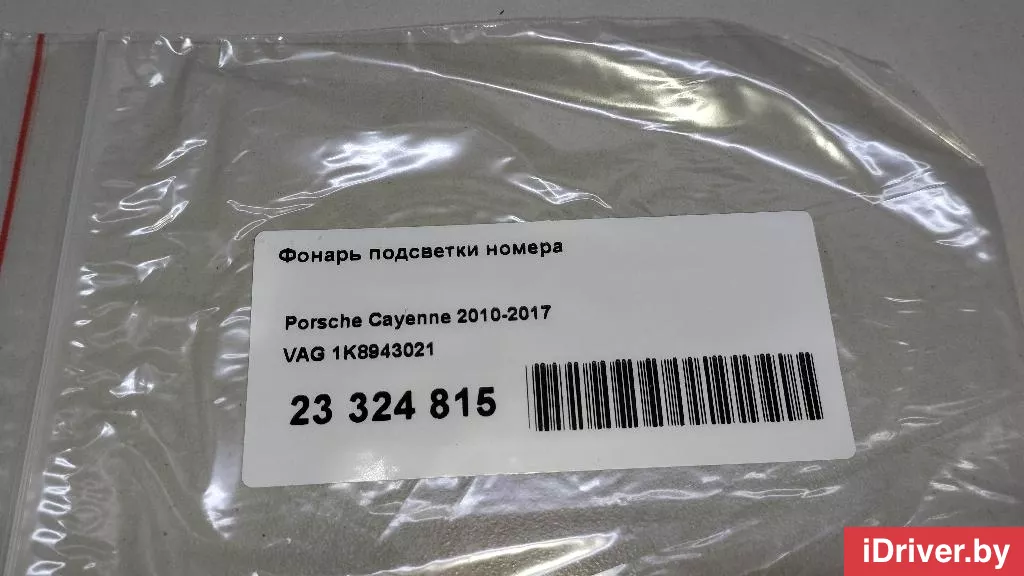 Фонарь подсветки номера
Porsche Cayenne 2010-2017
VAG 1K8943021
23 324 815
iDriver.by